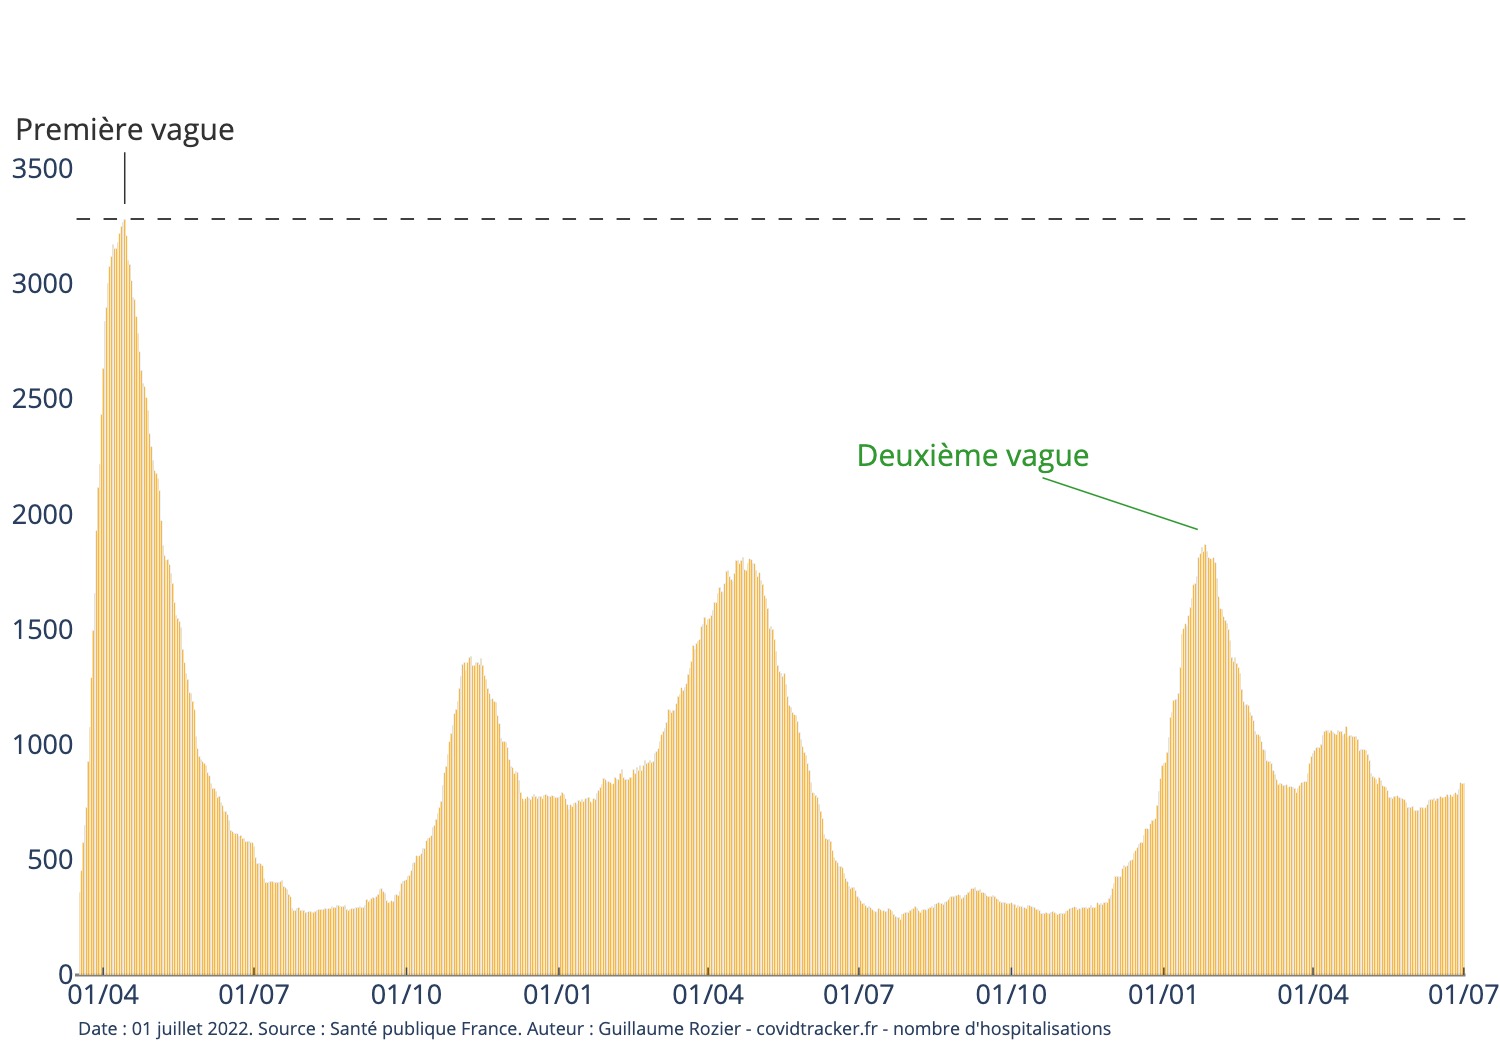 Première vague
3500
3000
2500
Deuxième vague
2000
1500
1000
500
0
01/04 01/07 01/10 01/01 01/04 01/07 01/10 01/01 01/04 01/07
Date : 01 juillet 2022. Source : Santé publique France. Auteur : Guillaume Rozier - covidtracker.fr - nombre d'hospitalisations